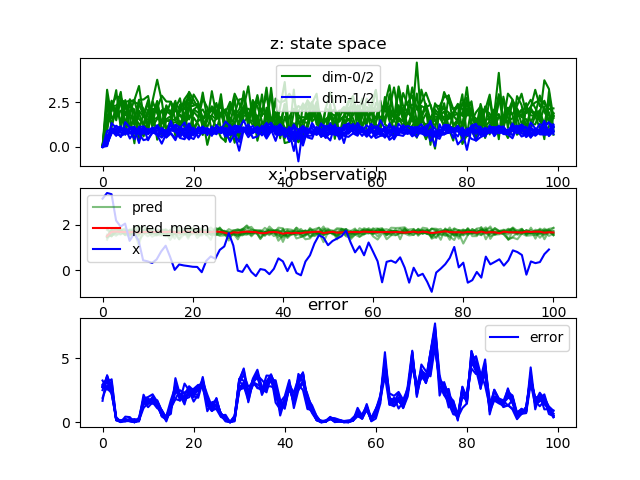 z: state space
dim-0/2
dim-1/2
2.5
0.0
0 20 40 60 80 100
x: observation
pred
pred_mean
x
2
0
0 20 40 60 80 100
error
error
5
0
0 20 40 60 80 100